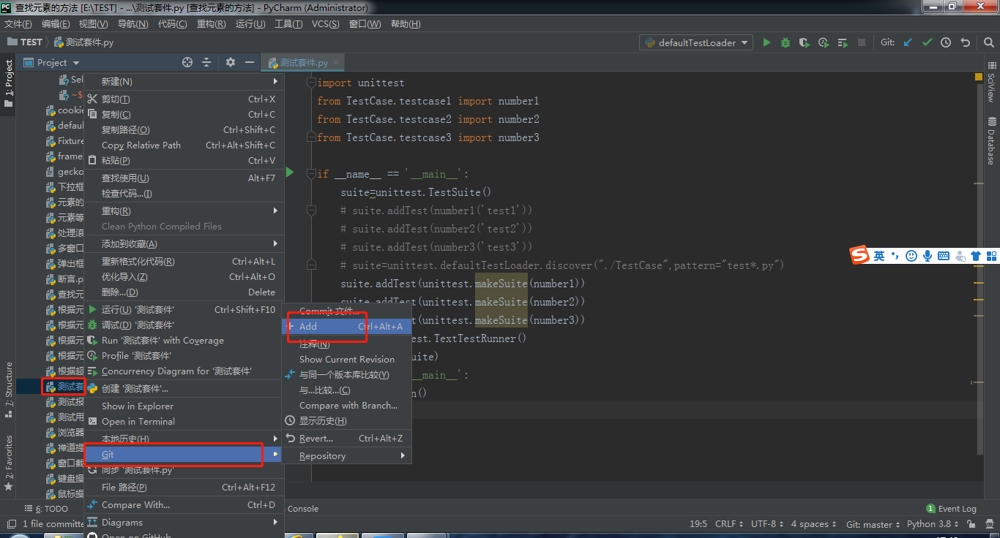 查找元素的方法 [E:\TEST] - ...\测试套件.py [查找元素的方法] - PyCharm (Administrator)
文件(F) 编辑(E) 视图(V) 导航(N) 代码(C) 重构(R) 运行(U) 工具(T) VCS(S) 窗口(W) 帮助(H)
TEST 测试套件.py
defaultTestLoader
Git:
1: Project
Project
测试套件.py
SciView
Database
Sel
~$
cookie
defau
Fixture
frame
gecko
下拉框
元素的
元素等
处理滚
多窗口
弹出框
断言.p
查找元
根据元
根据元
根据元
根据元
根据超
测试套
测试报
测试用
浏览器
禅道提
窗口截
键盘操
鼠标操
新建(N)
剪切(T) Ctrl+X
复制(C) Ctrl+C
复制路径(O) Ctrl+Shift+C
Copy Relative Path Ctrl+Alt+Shift+C
粘贴(P) Ctrl+V
查找使用(U) Alt+F7
检查代码...(I)
重构(R)
Clean Python Compiled Files
添加到收藏(A)
重新格式化代码(R) Ctrl+Alt+L
优化导入(Z) Ctrl+Alt+O
删除...(D) Delete
运行(U) '测试套件' Ctrl+Shift+F10
调试(D) '测试套件'
Run '测试套件' with Coverage
Profile '测试套件'
Concurrency Diagram for '测试套件'
创建 '测试套件'...
Show in Explorer
Open in Terminal
本地历史(H)
Git
同步 '测试套件.py'
File 路径(P) Ctrl+Alt+F12
Compare With... Ctrl+D
Diagrams
Open on GitHub
Commit 文件...
Add Ctrl+Alt+A
注释(N)
Show Current Revision
与同一个版本库比较(Y)
与...比较...(C)
Compare with Branch...
显示历史(H)
Revert... Ctrl+Alt+Z
Repository
import unittest
from TestCase.testcase1 import number1
from TestCase.testcase2 import number2
from TestCase.testcase3 import number3
if __name__ == '__main__':
suite=unittest.TestSuite()
# suite.addTest(number1('test1'))
# suite.addTest(number2('test2'))
# suite.addTest(number3('test3'))
# suite=unittest.defaultTestLoader.discover("./TestCase",pattern="test*.py")
suite.addTest(unittest.makeSuite(number1))
suite.addTest(unittest.makeSuite(number2))
t(unittest.makeSuite(number3))
st.TextTestRunner()
uite)
__main__':
n()
英
7: Structure
2: Favorites
6: TODO
Console
1 Event Log
1 file committe
19:5 CRLF UTF-8 4 spaces Git: master Python 3.8